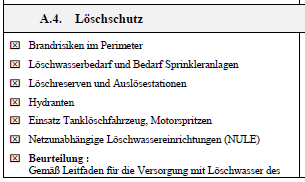 A.4. Löschschutz
☒ Brandrisiken im Perimeter
☒ Löschwasserbedarf und Bedarf Sprinkleranlagen
☒ Löschreserven und Auslösestationen
☒ Hydranten
☒ Einsatz Tanklöschfahrzeug, Motorspritzen
☒ Netzunabhängige Löschwassereinrichtungen (NULE)
☒ Beurteilung :
Gemäß Leitfaden für die Versorgung mit Löschwasser des